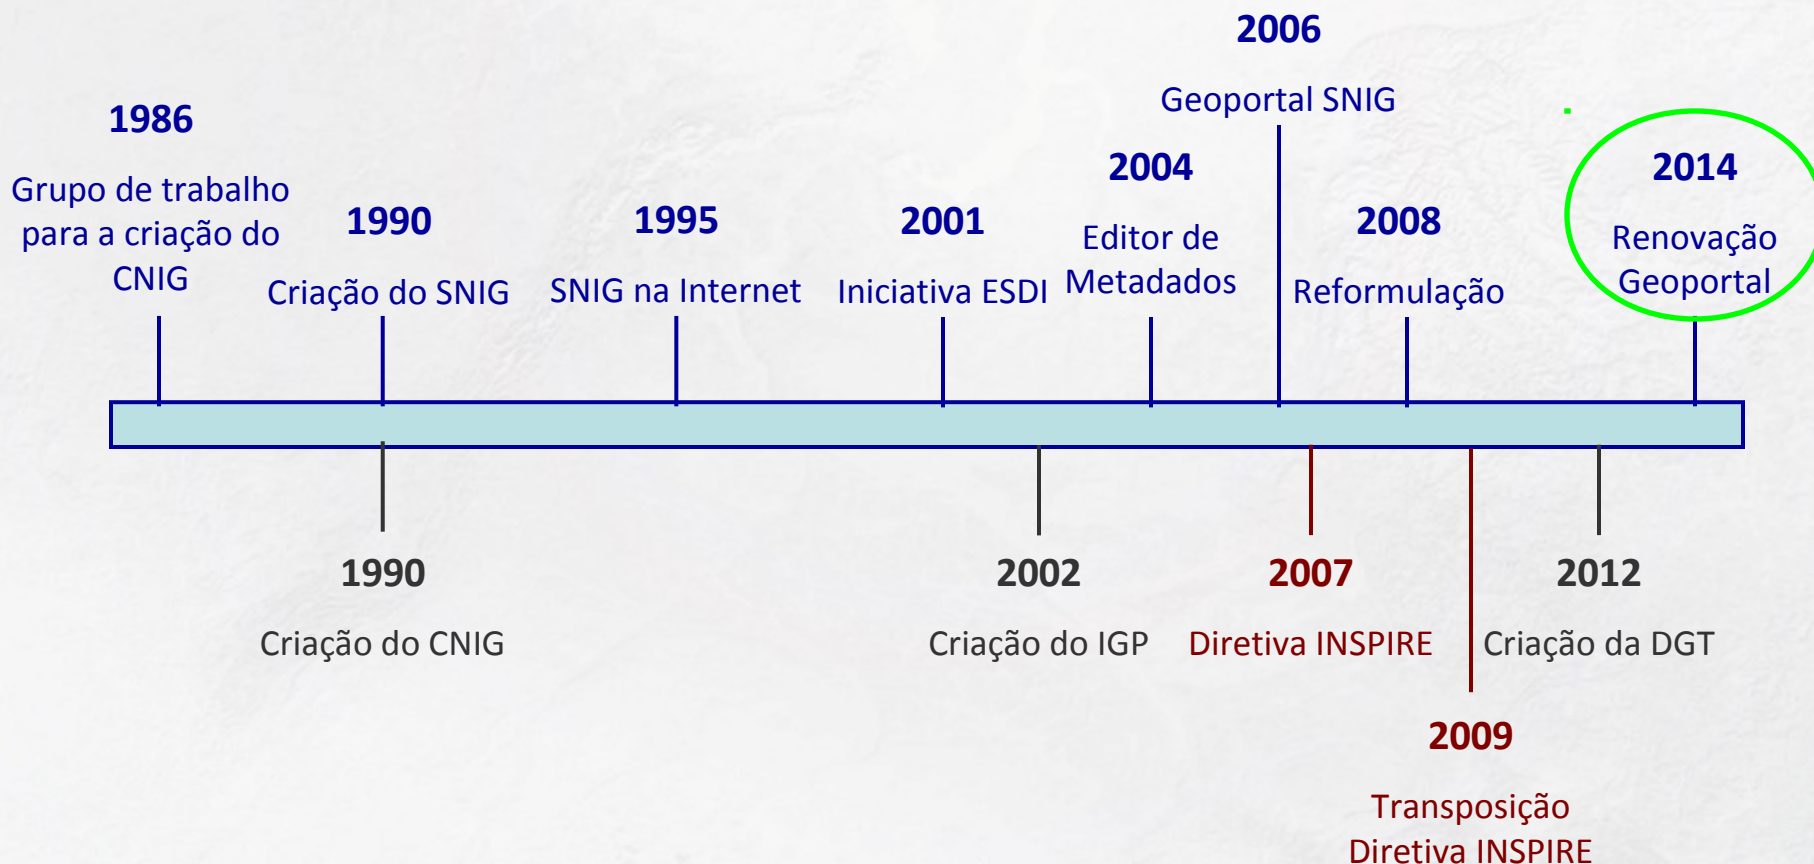 1986
Grupo de trabalho
para a criação do
CNIG
1990
Criação do SNIG
1995
SNIG na Internet
2001
Iniciativa ESDI
2004
Editor de
Metadados
2006
Geoportal SNIG
2008
Reformulação
2014
Renovação
Geoportal
1990
Criação do CNIG
2002
Criação do IGP
2007
Diretiva INSPIRE
2009
Transposição
Diretiva INSPIRE
2012
Criação da DGT